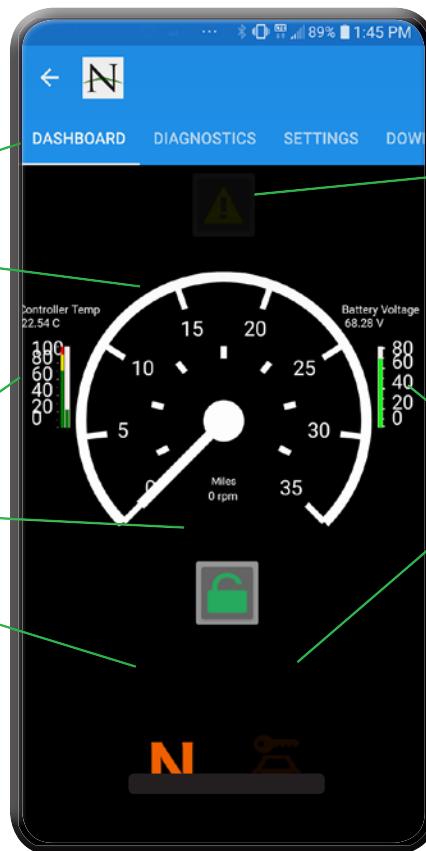 89% 1:45 PM
N
DASHBOARD DIAGNOSTICS SETTINGS DOWN
Controller Temp
22.54 C
Battery Voltage
68.28 V
100
80
60
40
20
0
0
5
10
15
20
25
30
35
80
60
40
20
0
Miles
0 rpm
N